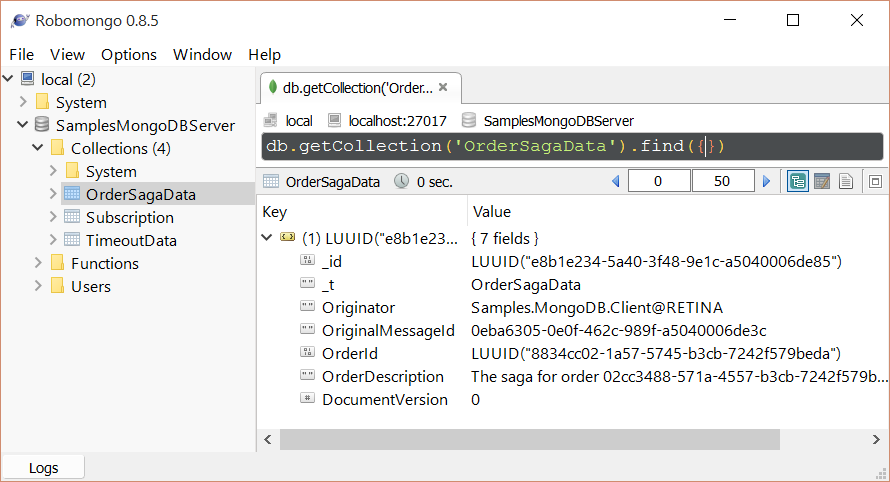 Robomongo 0.8.5
File View Options Window Help
local (2)
System
SamplesMongoDBServer
Collections (4)
System
OrderSagaData
Subscription
TimeoutData
Functions
Users
db.getCollection('Order...
local localhost:27017 SamplesMongoDBServer
db.getCollection('OrderSagaData').find({})
OrderSagaData 0 sec. 0 50
Key Value
(1) LUUID("e8b1e23... { 7 fields }
_id LUUID("e8b1e234-5a40-3f48-9e1c-a5040006de85")
_t OrderSagaData
Originator Samples.MongoDB.Client@RETINA
OriginalMessageId 0eba6305-0e0f-462c-989f-a5040006de3c
OrderId LUUID("8834cc02-1a57-5745-b3cb-7242f579beda")
OrderDescription The saga for order 02cc3488-571a-4557-b3cb-7242f579b...
DocumentVersion 0
Logs